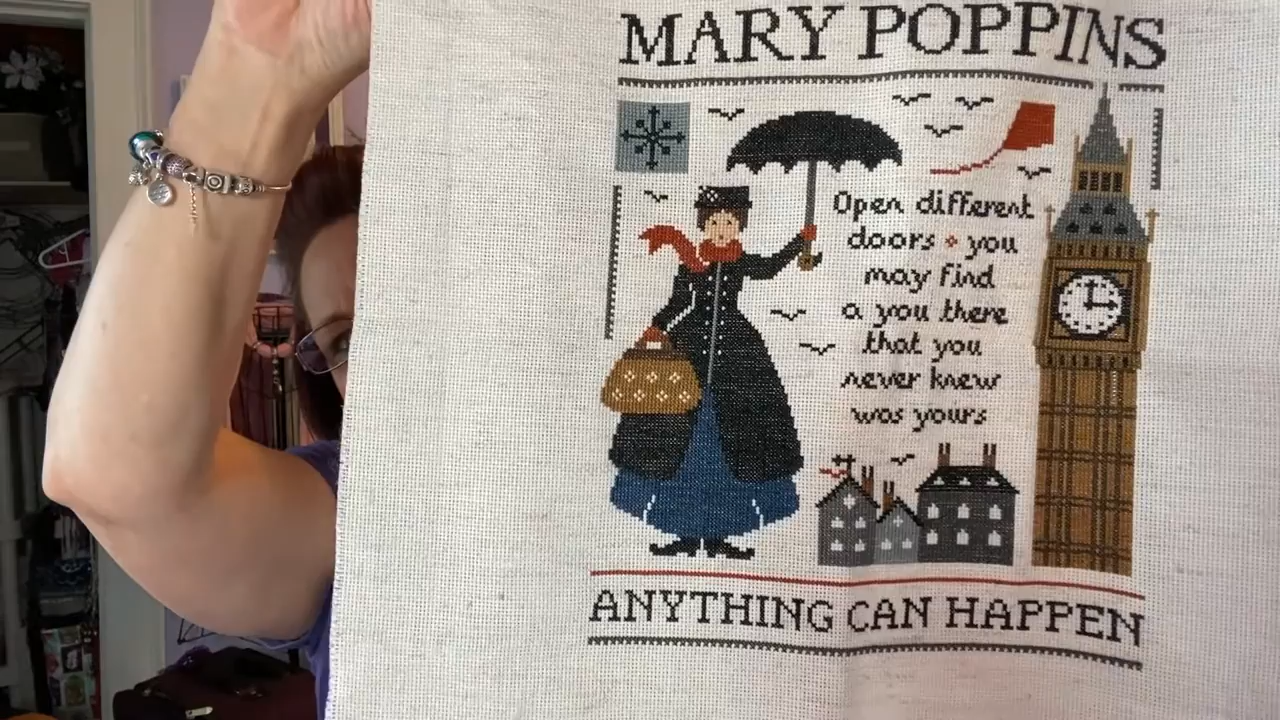 MARY POPPINS
Open different
doors you
may find
a you there
that you
never knew
was yours
ANYTHING CAN HAPPEN